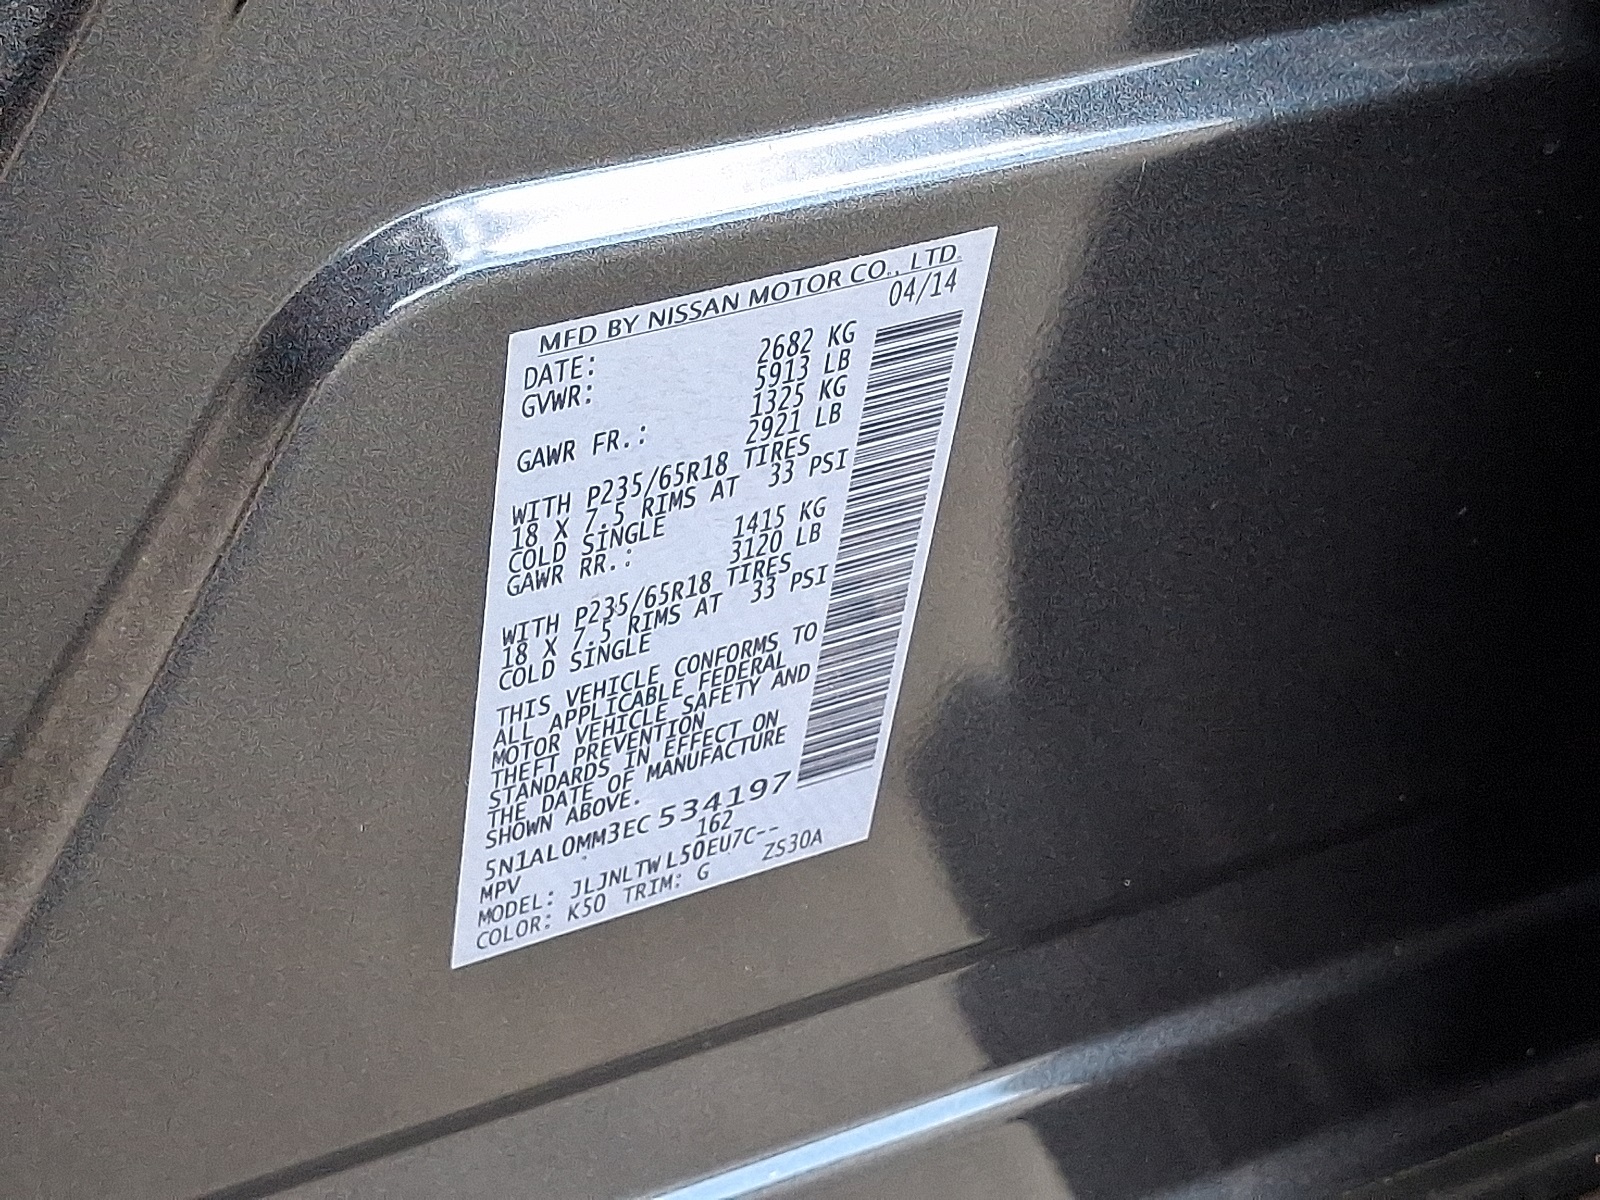 MFD BY NISSAN MOTOR CO., LTD.
DATE: 04/14
GVWR: 2682 KG
5913 LB
GAWR FR.: 1325 KG
2921 LB
WITH P235/65R18 TIRES
18 X 7.5 RIMS AT 33 PSI
COLD SINGLE
GAWR RR.: 1415 KG
3120 LB
WITH P235/65R18 TIRES
18 X 7.5 RIMS AT 33 PSI
COLD SINGLE
THIS VEHICLE CONFORMS TO
ALL APPLICABLE FEDERAL
MOTOR VEHICLE SAFETY AND
THEFT PREVENTION
STANDARDS IN EFFECT ON
THE DATE OF MANUFACTURE
SHOWN ABOVE.
5N1AL0MM3EC534197
MPV 162
MODEL: JLJNLTWL50EU7C--
COLOR: K50 TRIM: G ZS30A